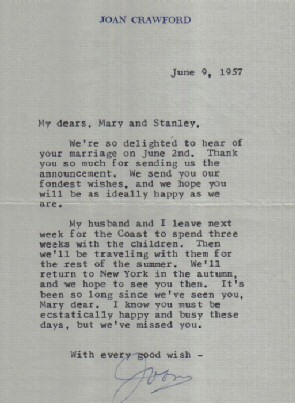 JOAN CRAWFORD
June 9, 1957
My dears, Mary and Stanley,
We're so delighted to hear of
your marriage on June 2nd. Thank
you so much for sending us the
announcement. We send you our
fondest wishes, and we hope you
will be as ideally happy as we
are.
My husband and I leave next
week for the Coast to spend three
weeks with the children. Then
we'll be traveling with them for
the rest of the summer. We'll
return to New York in the autumn,
and we hope to see you then. It's
been so long since we've seen you,
Mary dear. I know you must be
ecstatically happy and busy these
days, but we've missed you.
With every good wish -
Joan